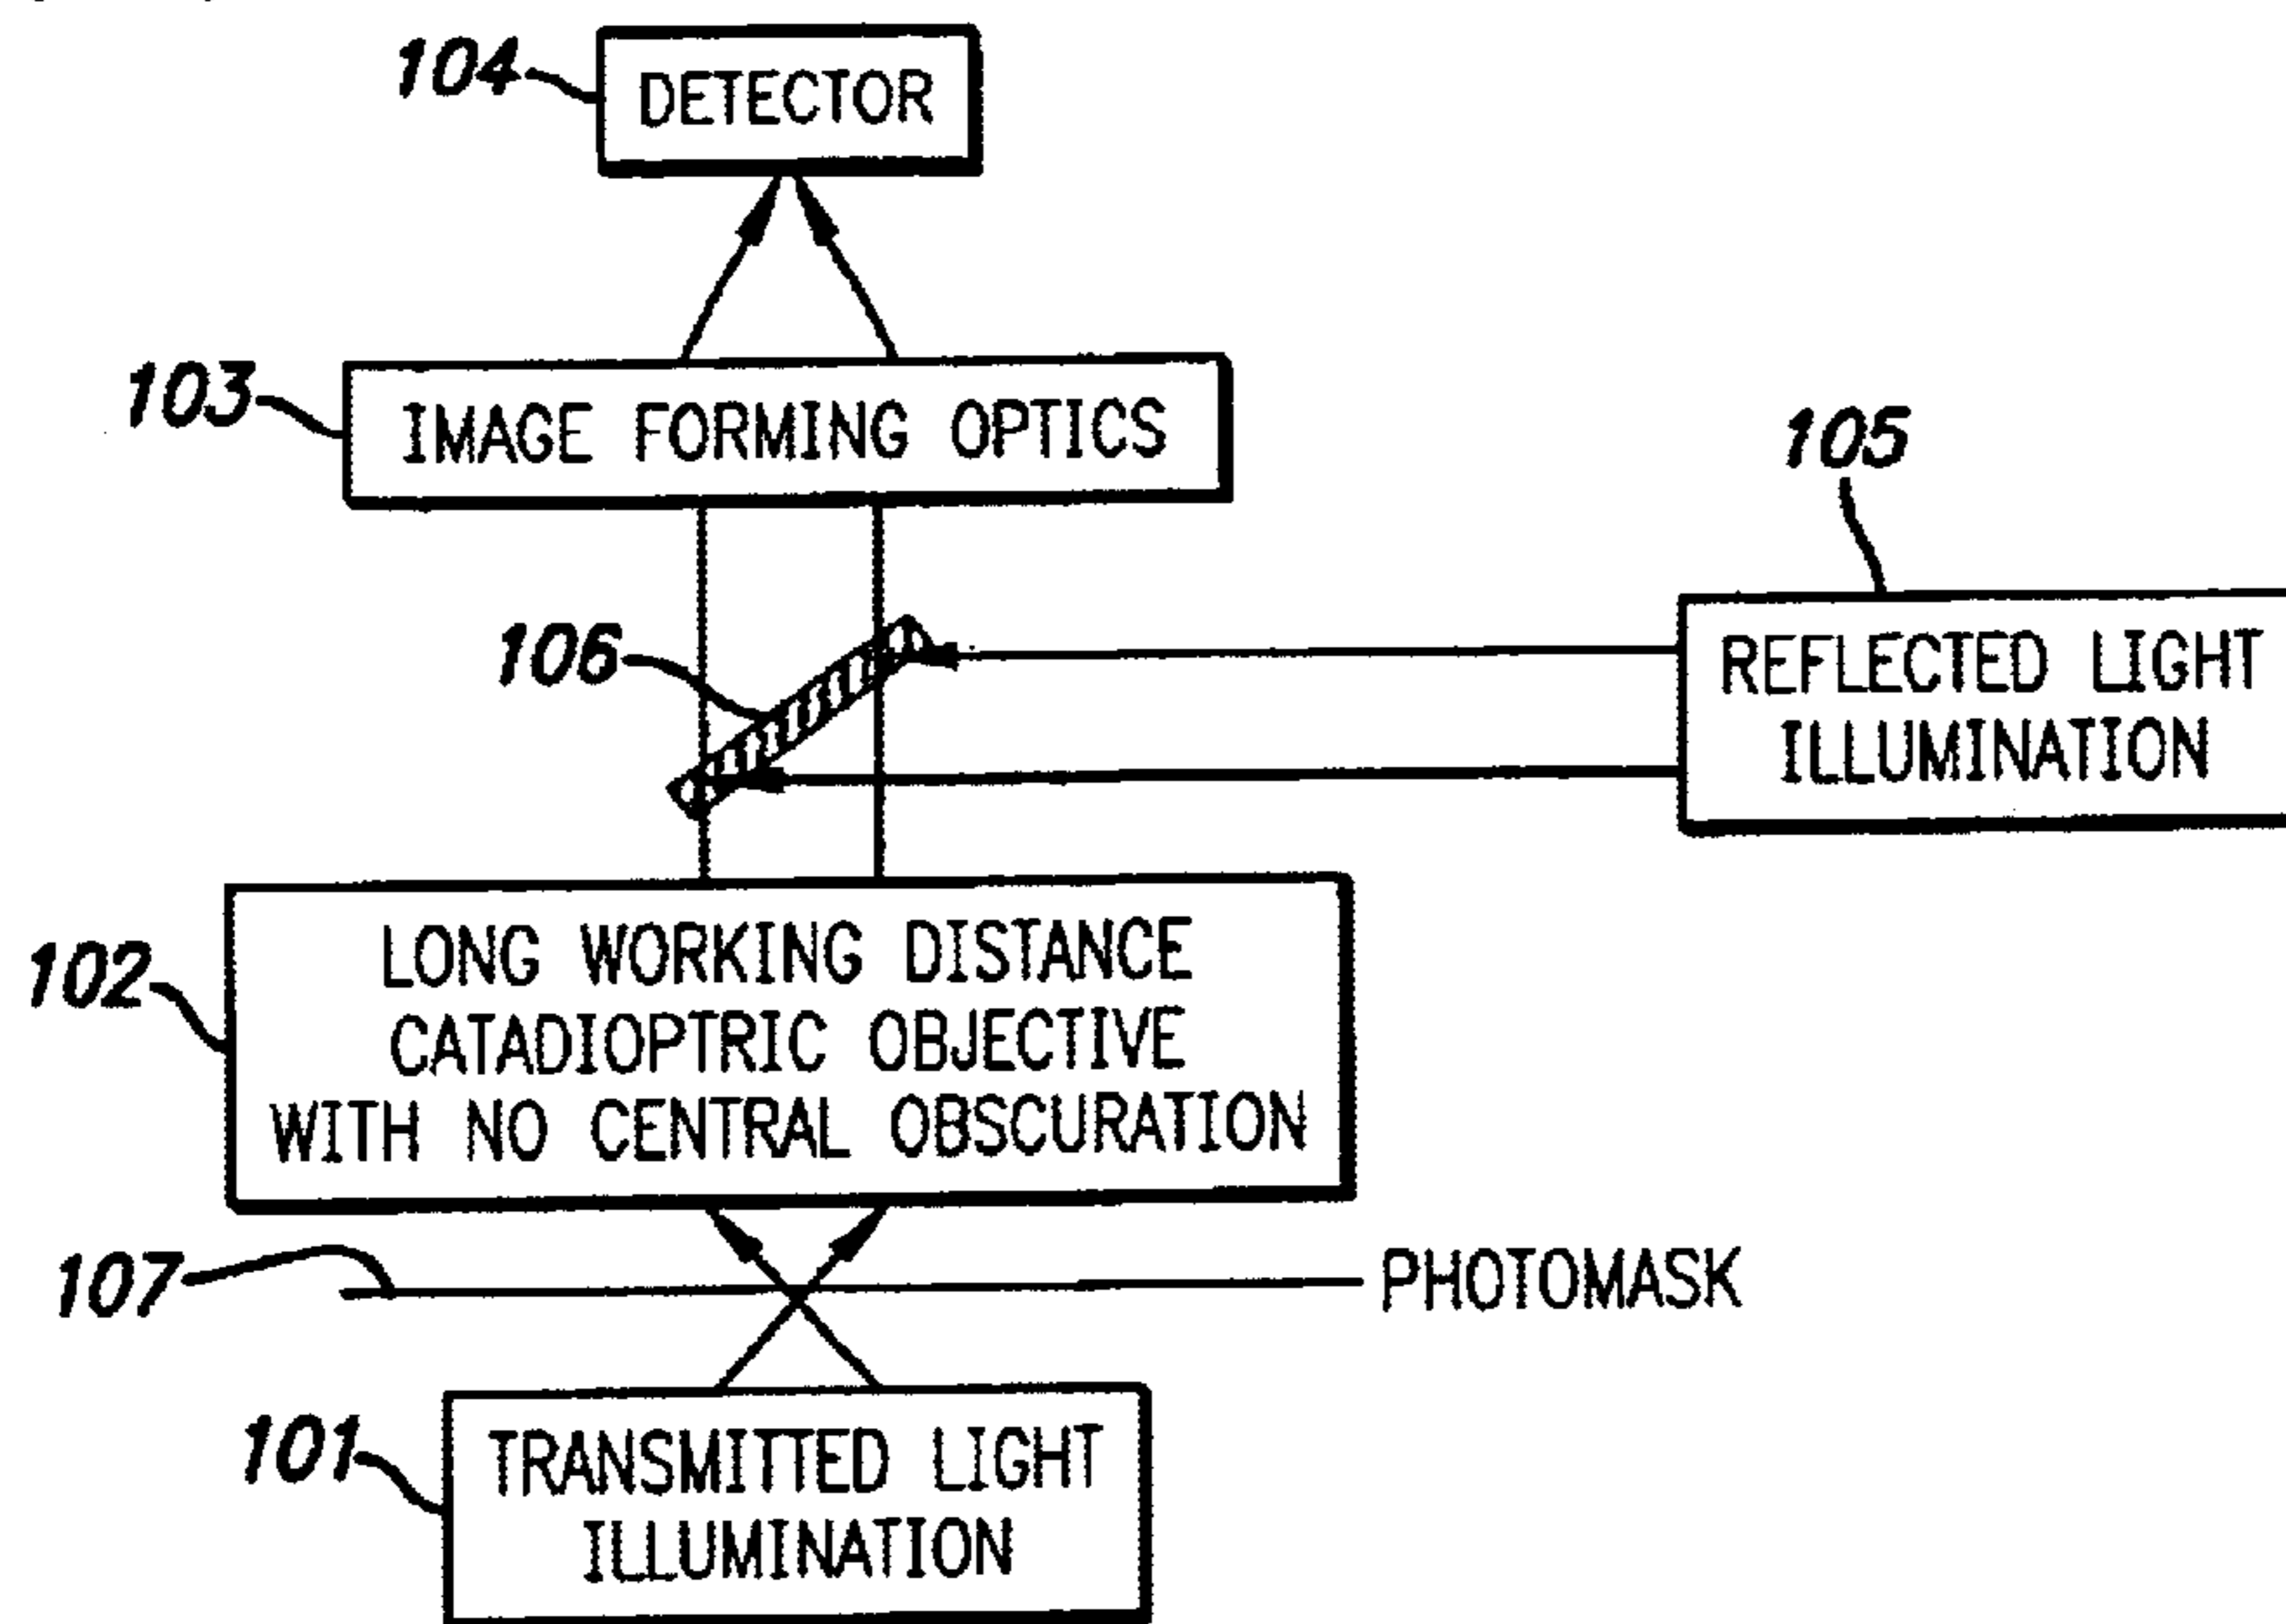 104
DETECTOR
103
IMAGE FORMING OPTICS
105
106
REFLECTED LIGHT
ILLUMINATION
102
LONG WORKING DISTANCE
CATADIOPTRIC OBJECTIVE
WITH NO CENTRAL OBSCURATION
107
PHOTOMASK
101
TRANSMITTED LIGHT
ILLUMINATION